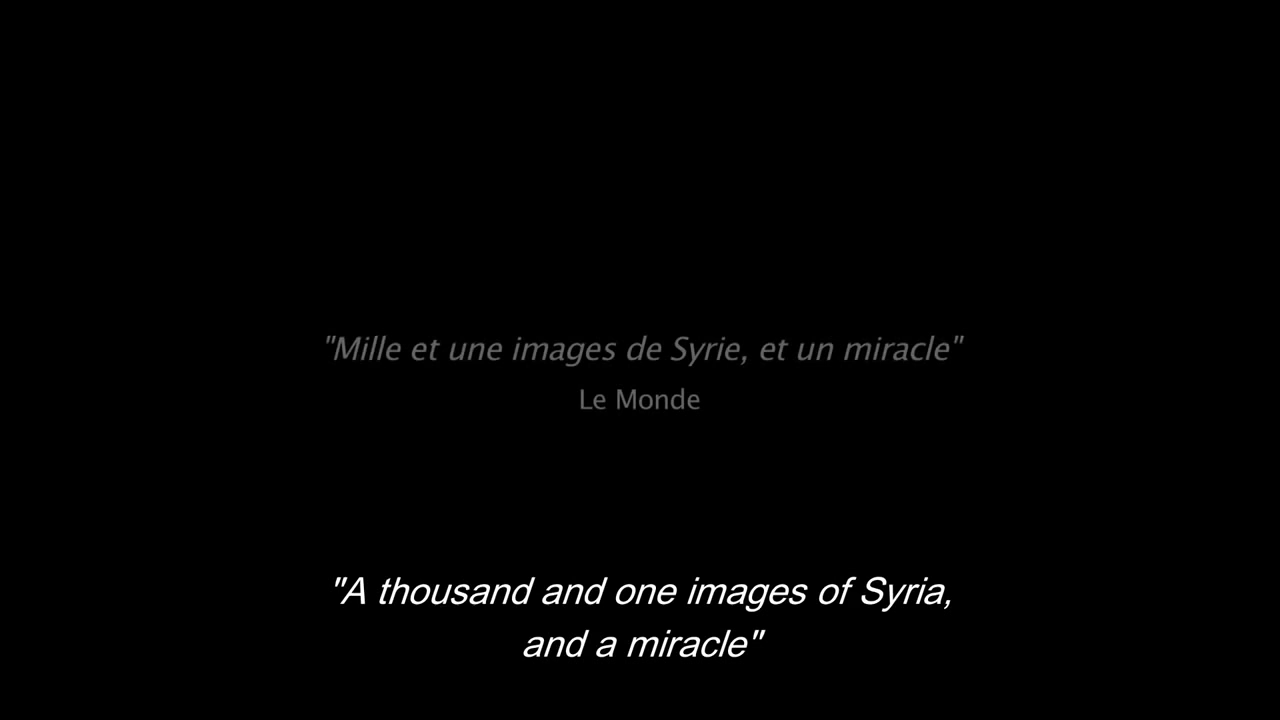 "Mille et une images de Syrie, et un miracle"
Le Monde
"A thousand and one images of Syria,
and a miracle"